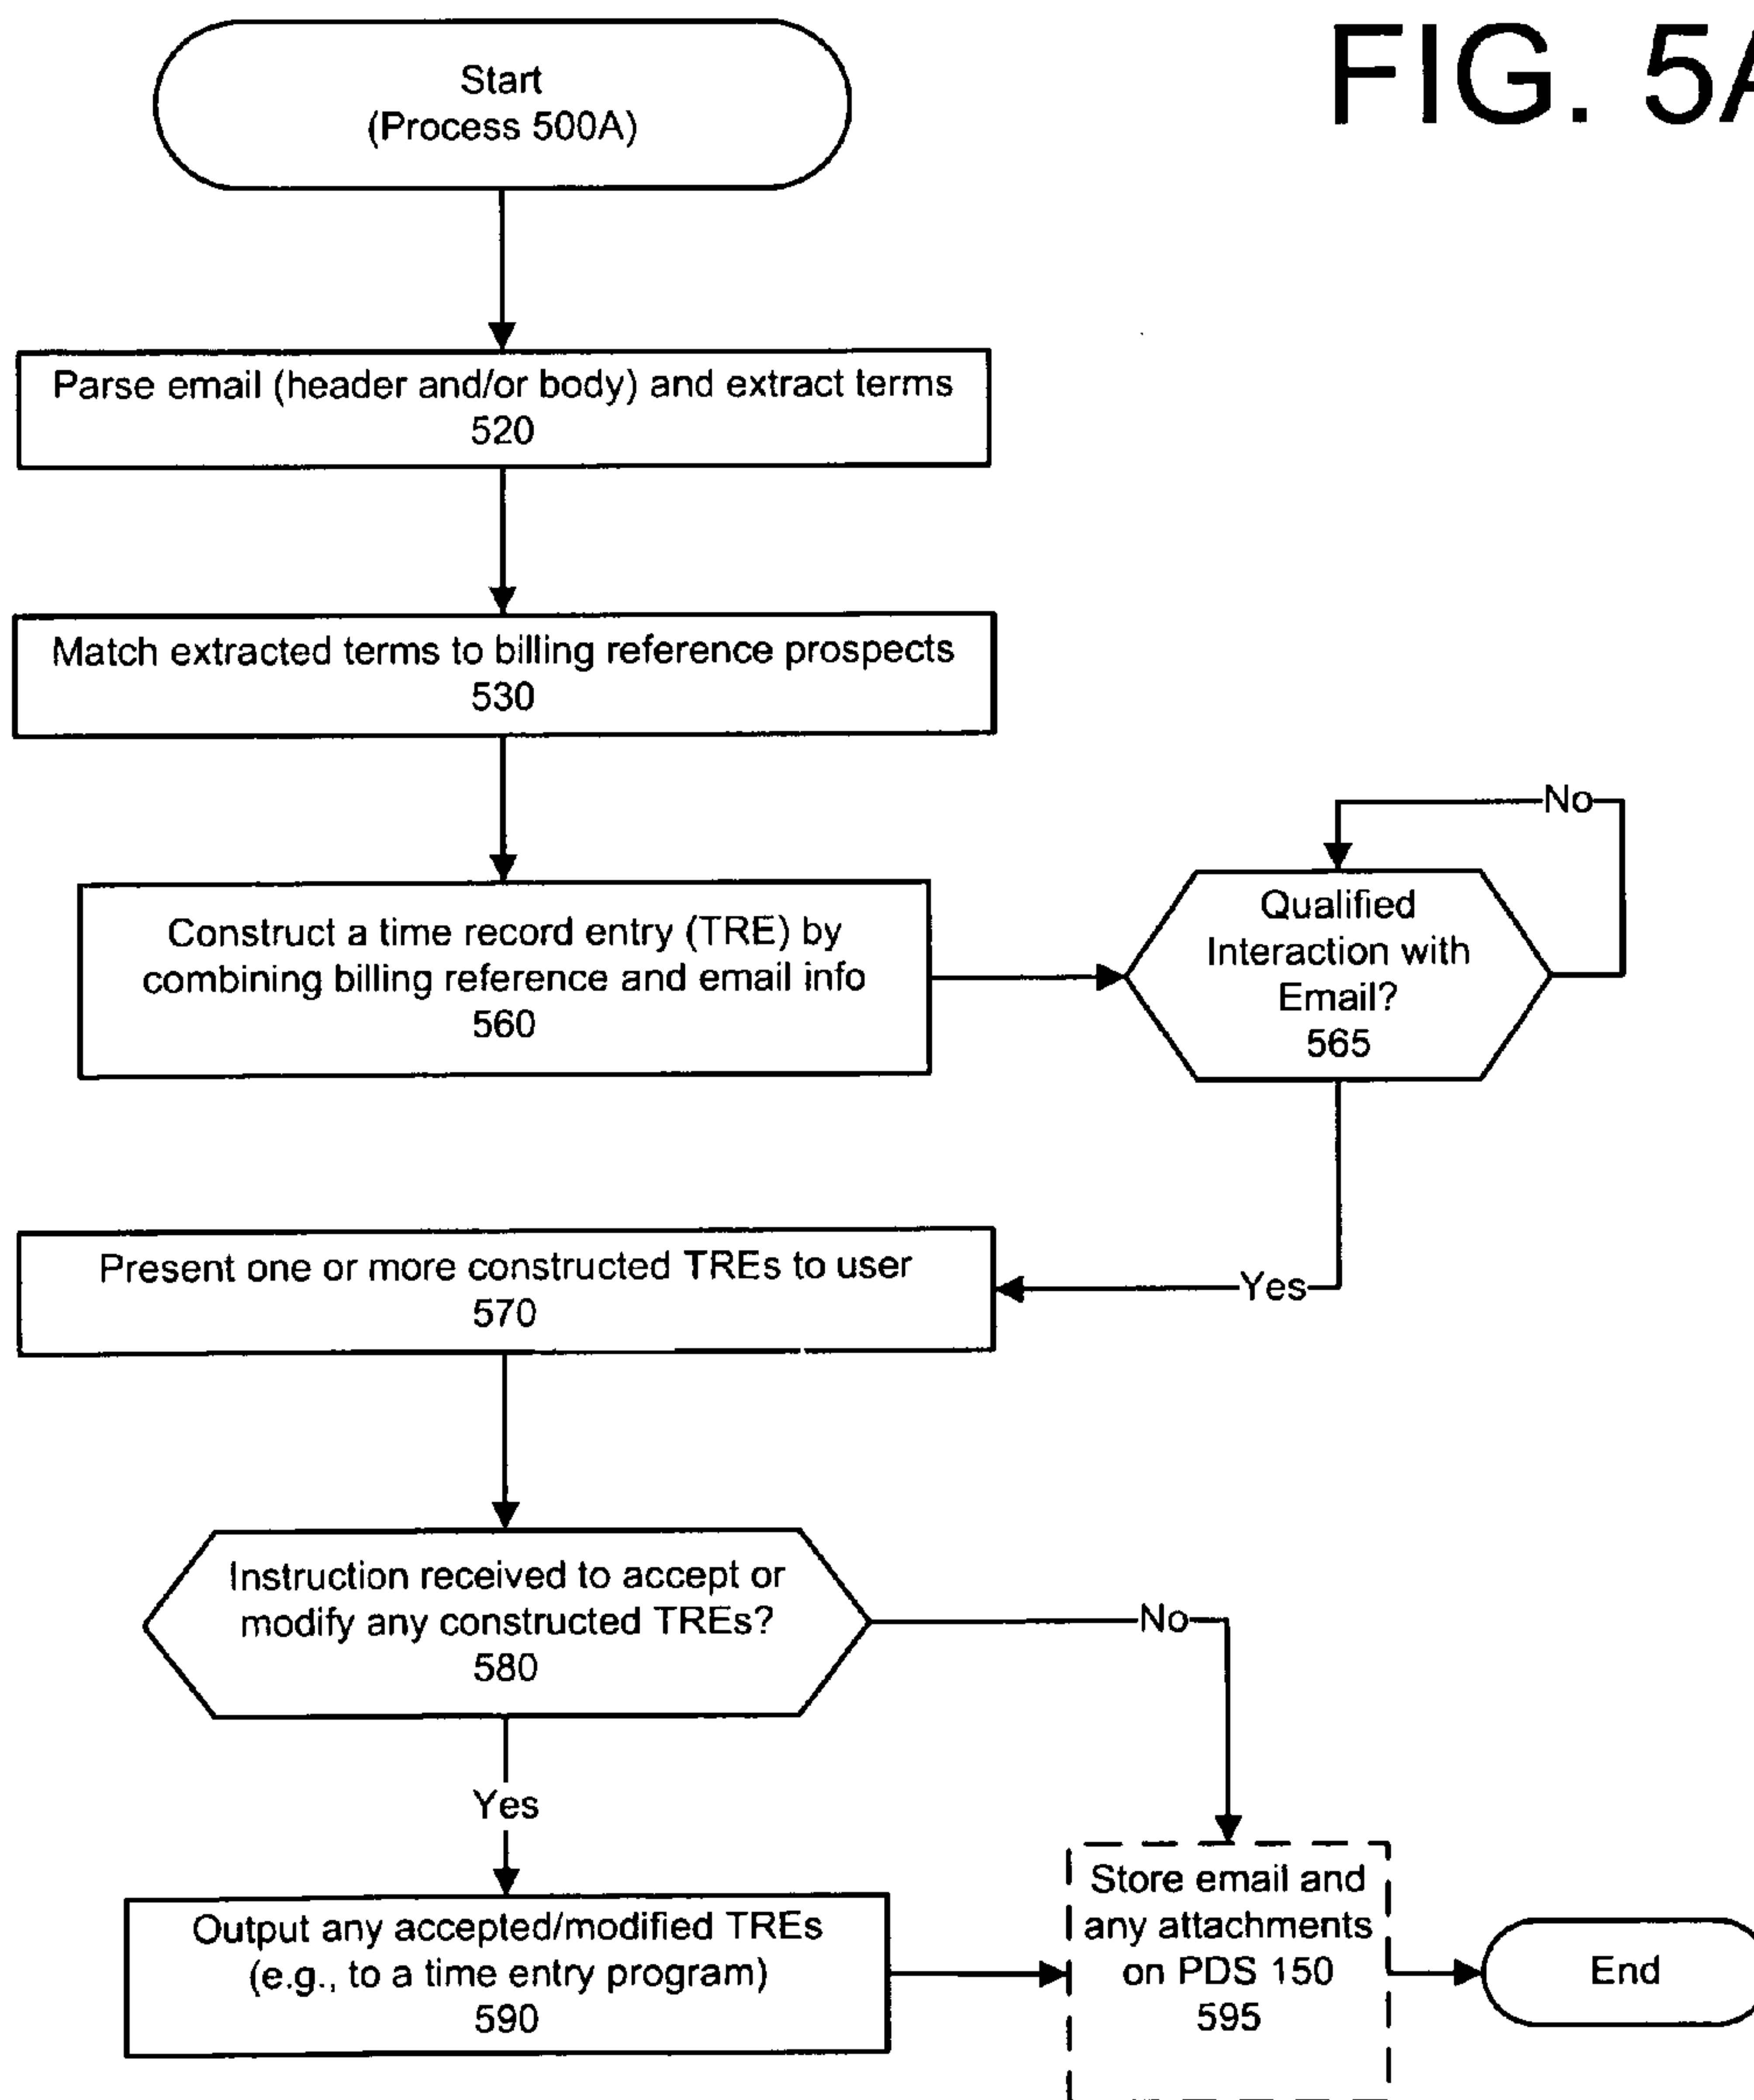 FIG. 5A
Start
(Process 500A)
Parse email (header and/or body) and extract terms
520
Match extracted terms to billing reference prospects
530
No
Construct a time record entry (TRE) by
combining billing reference and email info
560
Qualified
Interaction with
Email?
565
Present one or more constructed TREs to user
570
Yes
Instruction received to accept or
modify any constructed TREs?
580
No
Yes
Output any accepted/modified TREs
(e.g., to a time entry program)
590
Store email and
any attachments
on PDS 150
595
End